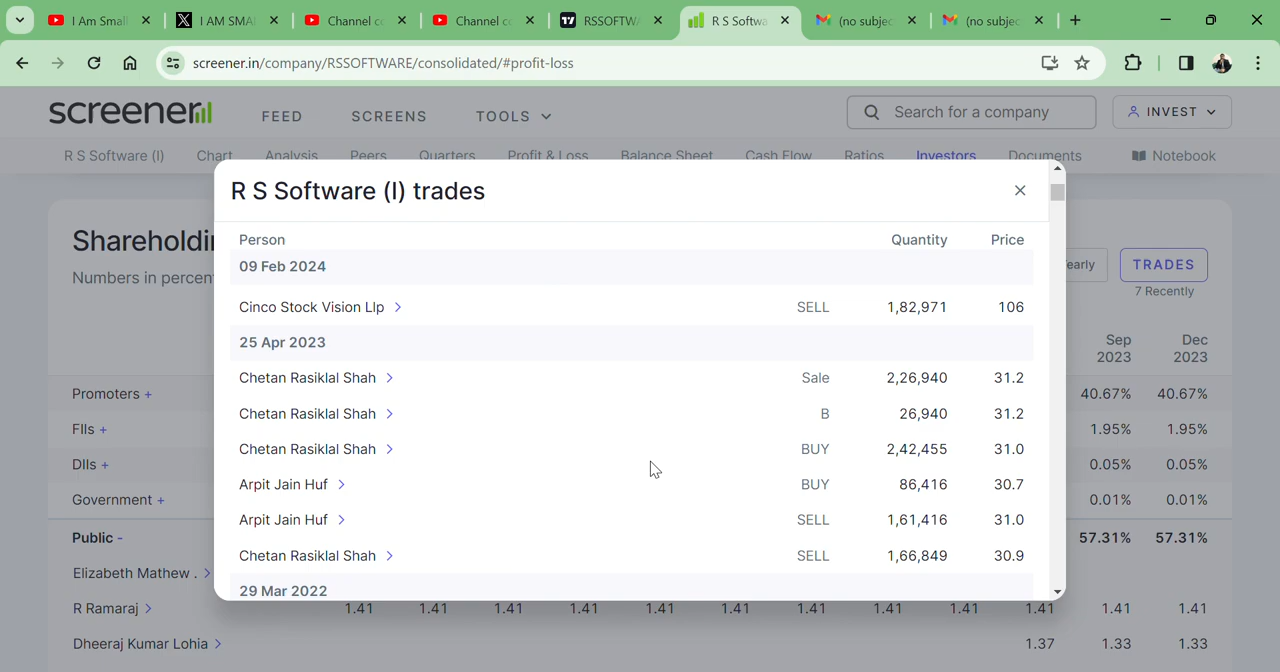 I Am Small
I AM SMA
Channel co
Channel co
RSSOFTWA
R S Softwa
(no subjec
(no subjec
screener.in/company/RSSOFTWARE/consolidated/#profit-loss
screener
FEED SCREENS TOOLS
Search for a company
INVEST
R S Software (I) Chart Analysis Peers Quarters Profit & Loss Balance Sheet Cash Flow Ratios Investors Documents Notebook
R S Software (I) trades
Person Quantity Price
09 Feb 2024
Cinco Stock Vision Llp SELL 1,82,971 106
25 Apr 2023
Chetan Rasiklal Shah Sale 2,26,940 31.2
Chetan Rasiklal Shah B 26,940 31.2
Chetan Rasiklal Shah BUY 2,42,455 31.0
Arpit Jain Huf BUY 86,416 30.7
Arpit Jain Huf SELL 1,61,416 31.0
Chetan Rasiklal Shah SELL 1,66,849 30.9
29 Mar 2022
Shareholdin
Numbers in percen
early
TRADES
7 Recently
Sep 2023 Dec 2023
Promoters + 40.67% 40.67%
FIIs + 1.95% 1.95%
DIIs + 0.05% 0.05%
Government + 0.01% 0.01%
Public - 57.31% 57.31%
Elizabeth Mathew .
R Ramaraj 1.41 1.41 1.41 1.41 1.41 1.41 1.41 1.41 1.41 1.41 1.41 1.41
Dheeraj Kumar Lohia 1.37 1.33 1.33